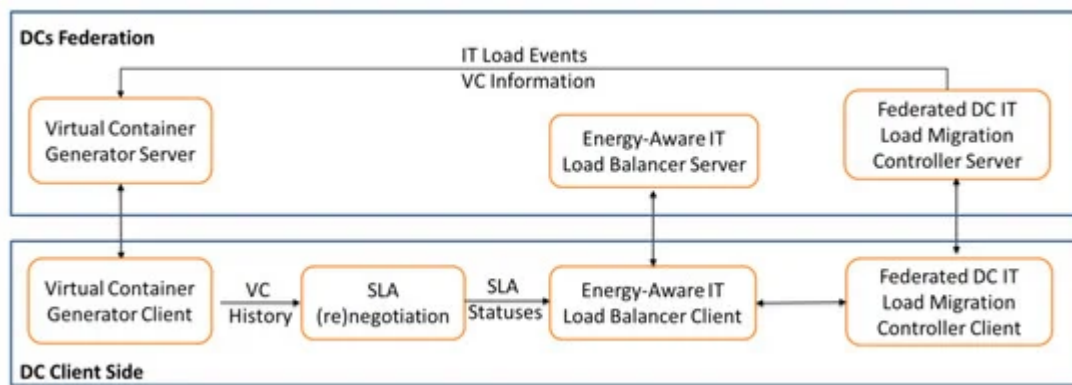 DCs Federation
IT Load Events
VC Information
Virtual Container
Generator Server
Energy-Aware IT
Load Balancer Server
Federated DC IT
Load Migration
Controller Server
Virtual Container
Generator Client
VC
History
SLA
(re)negotiation
SLA
Statuses
Energy-Aware IT
Load Balancer Client
Federated DC IT
Load Migration
Controller Client
DC Client Side